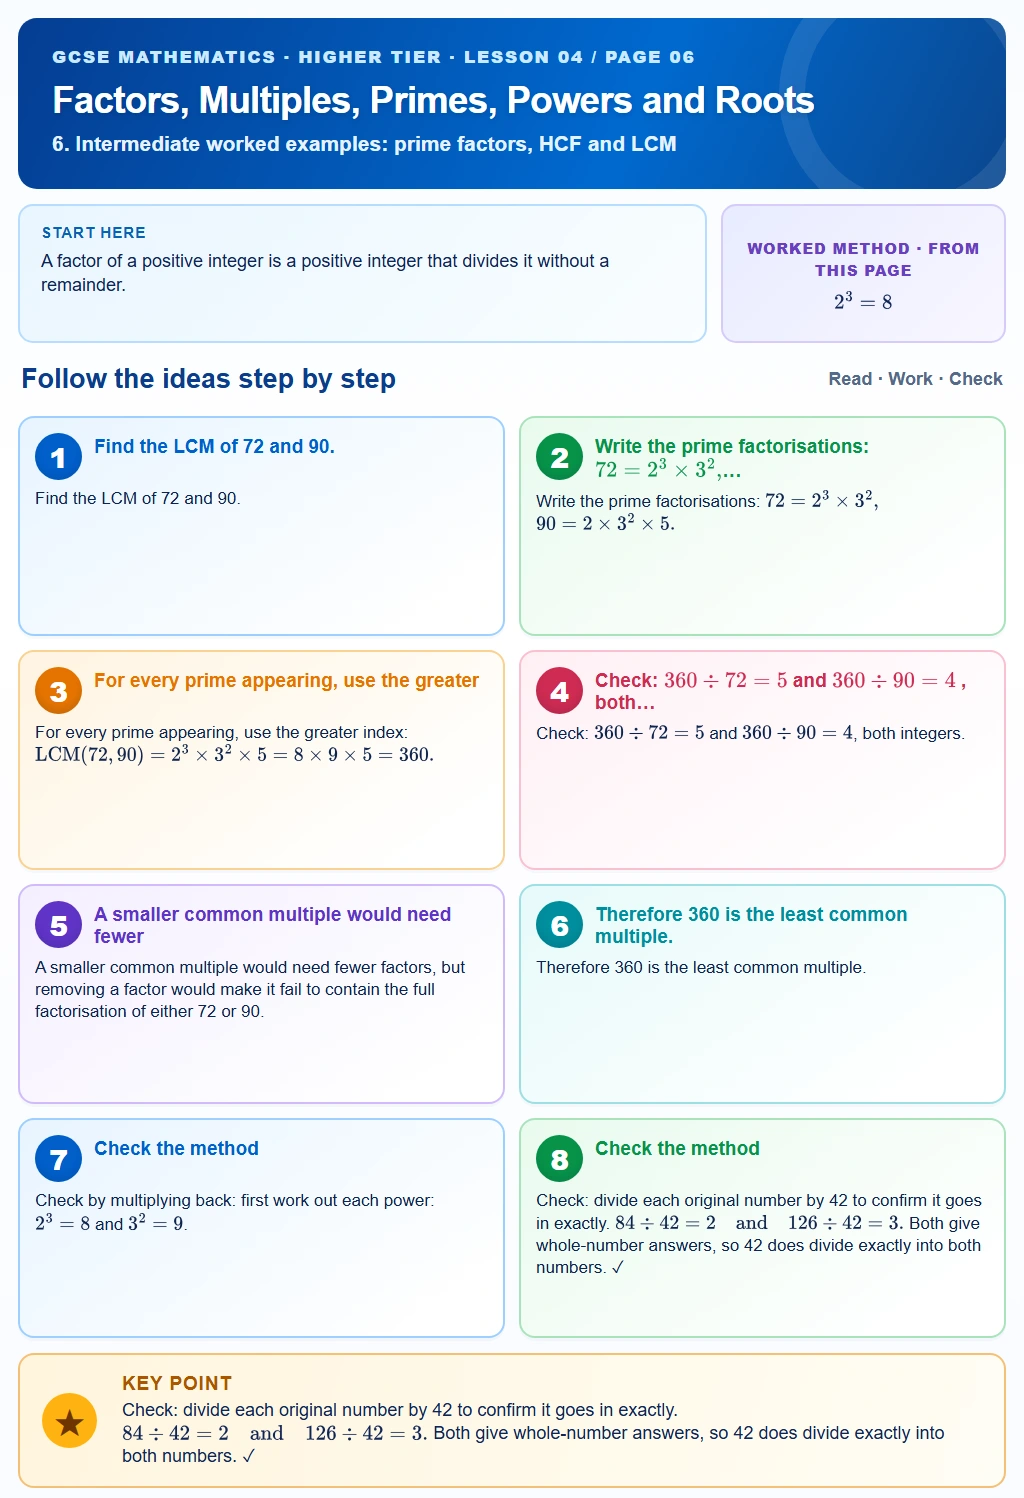 GCSE MATHEMATICS · HIGHER TIER · LESSON 04 / PAGE 06
Factors, Multiples, Primes, Powers and Roots
6. Intermediate worked examples: prime factors, HCF and LCM
START HERE
A factor of a positive integer is a positive integer that divides it without a
remainder.
WORKED METHOD · FROM
THIS PAGE
2³ = 8
Follow the ideas step by step
Read · Work · Check
1
Find the LCM of 72 and 90.
Find the LCM of 72 and 90.
2
Write the prime factorisations:
72 = 2³ × 3²,…
Write the prime factorisations: 72 = 2³ × 3²,
90 = 2 × 3² × 5.
3
For every prime appearing, use the greater
For every prime appearing, use the greater index:
LCM(72, 90) = 2³ × 3² × 5 = 8 × 9 × 5 = 360.
4
Check: 360 ÷ 72 = 5 and 360 ÷ 90 = 4 ,
both…
Check: 360 ÷ 72 = 5 and 360 ÷ 90 = 4, both integers.
5
A smaller common multiple would need
fewer
A smaller common multiple would need fewer factors, but
removing a factor would make it fail to contain the full
factorisation of either 72 or 90.
6
Therefore 360 is the least common
multiple.
Therefore 360 is the least common multiple.
7
Check the method
Check by multiplying back: first work out each power:
2³ = 8 and 3² = 9.
8
Check the method
Check: divide each original number by 42 to confirm it goes
in exactly. 84 ÷ 42 = 2 and 126 ÷ 42 = 3. Both give
whole-number answers, so 42 does divide exactly into both
numbers. ✓
KEY POINT
Check: divide each original number by 42 to confirm it goes in exactly.
84 ÷ 42 = 2 and 126 ÷ 42 = 3. Both give whole-number answers, so 42 does divide exactly into
both numbers. ✓